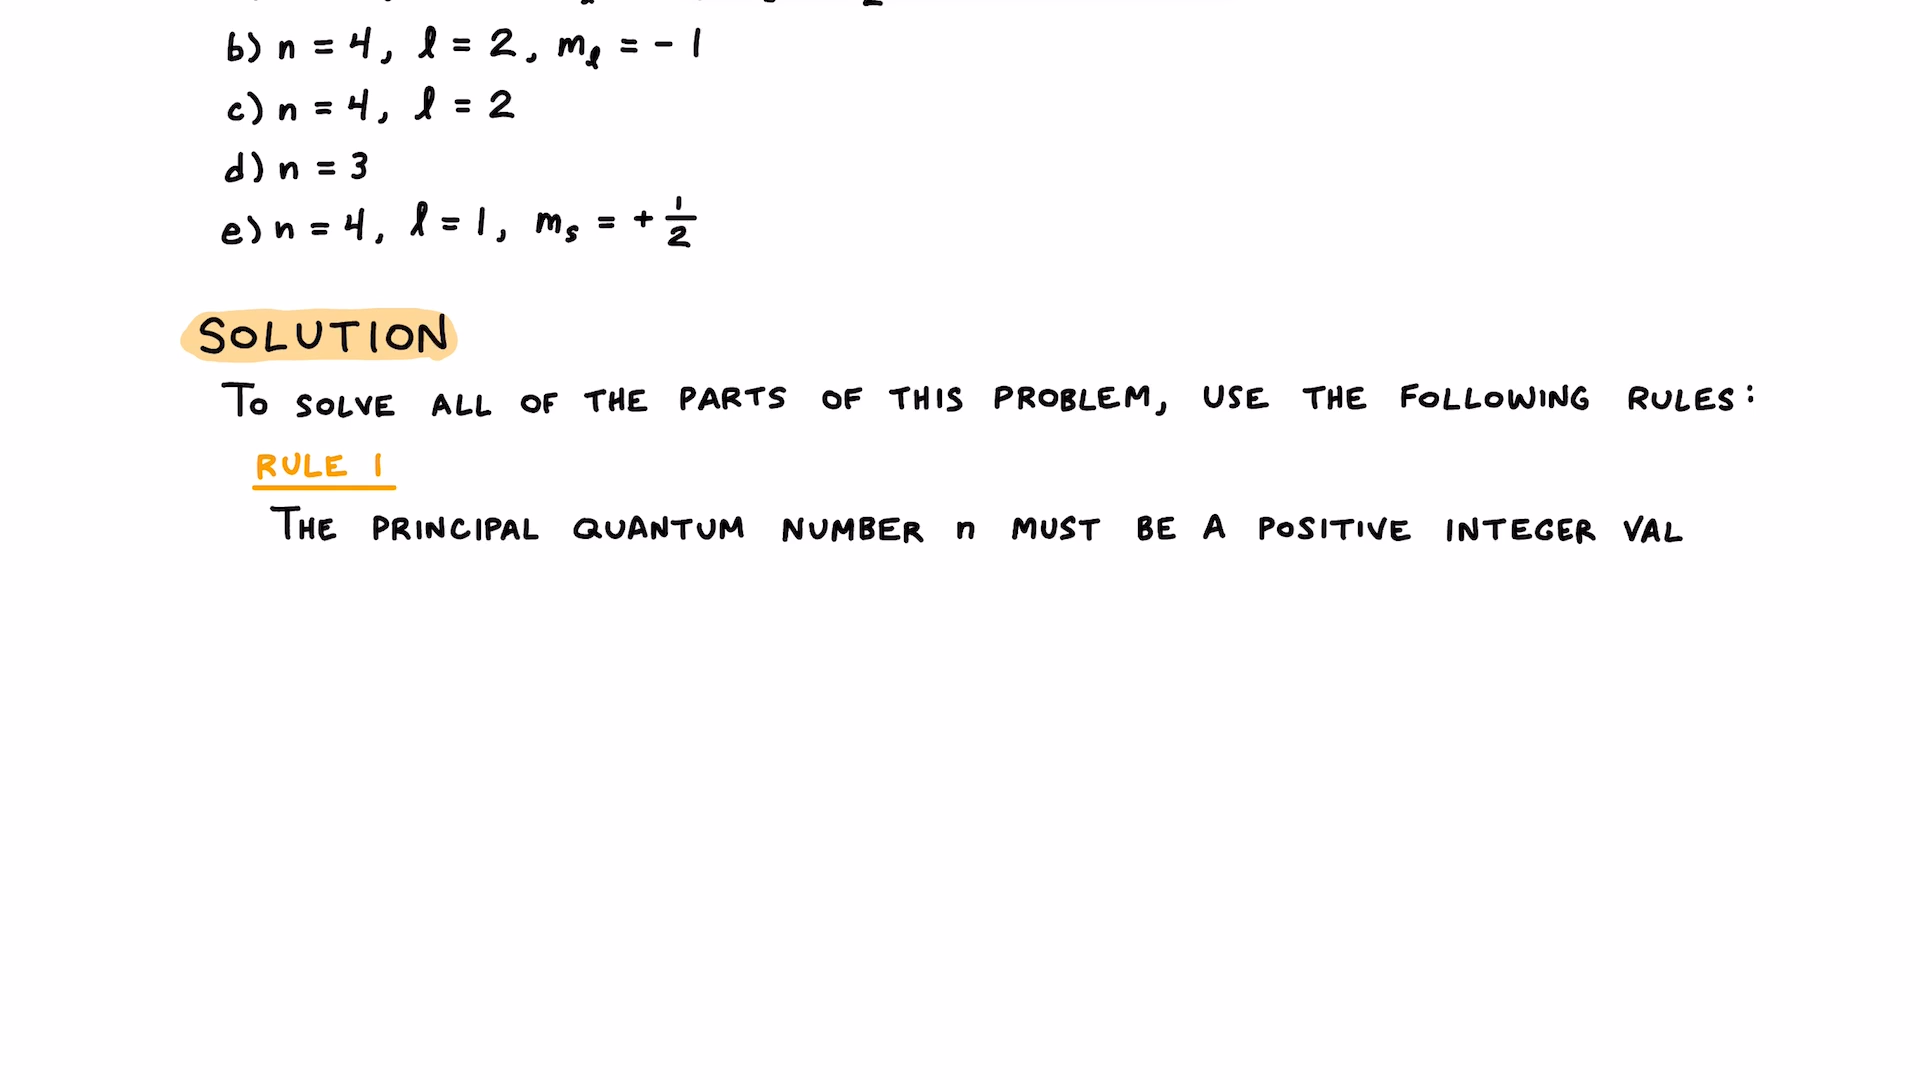 b) n = 4, l = 2, mₗ = - 1
c) n = 4, l = 2
d) n = 3
e) n = 4, l = 1, mₛ = + 1/2
SOLUTION
TO SOLVE ALL OF THE PARTS OF THIS PROBLEM, USE THE FOLLOWING RULES:
RULE 1
THE PRINCIPAL QUANTUM NUMBER n MUST BE A POSITIVE INTEGER VAL